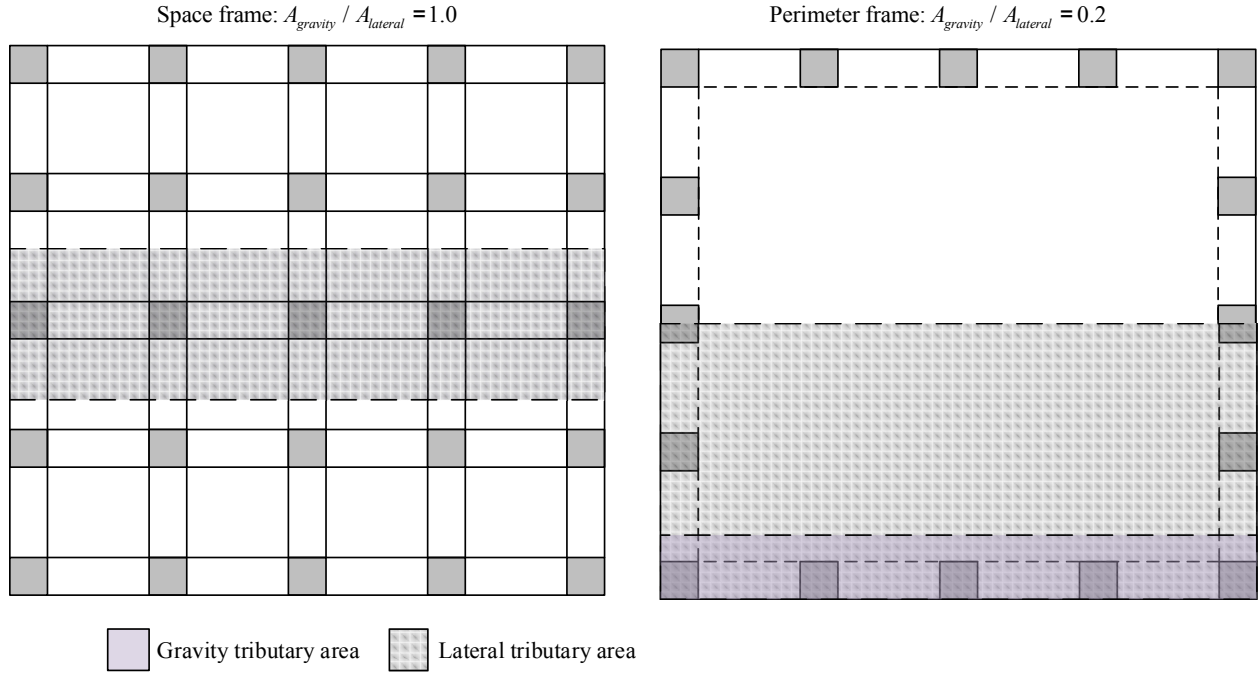 Space frame: A_gravity / A_lateral = 1.0
Perimeter frame: A_gravity / A_lateral = 0.2
Gravity tributary area
Lateral tributary area